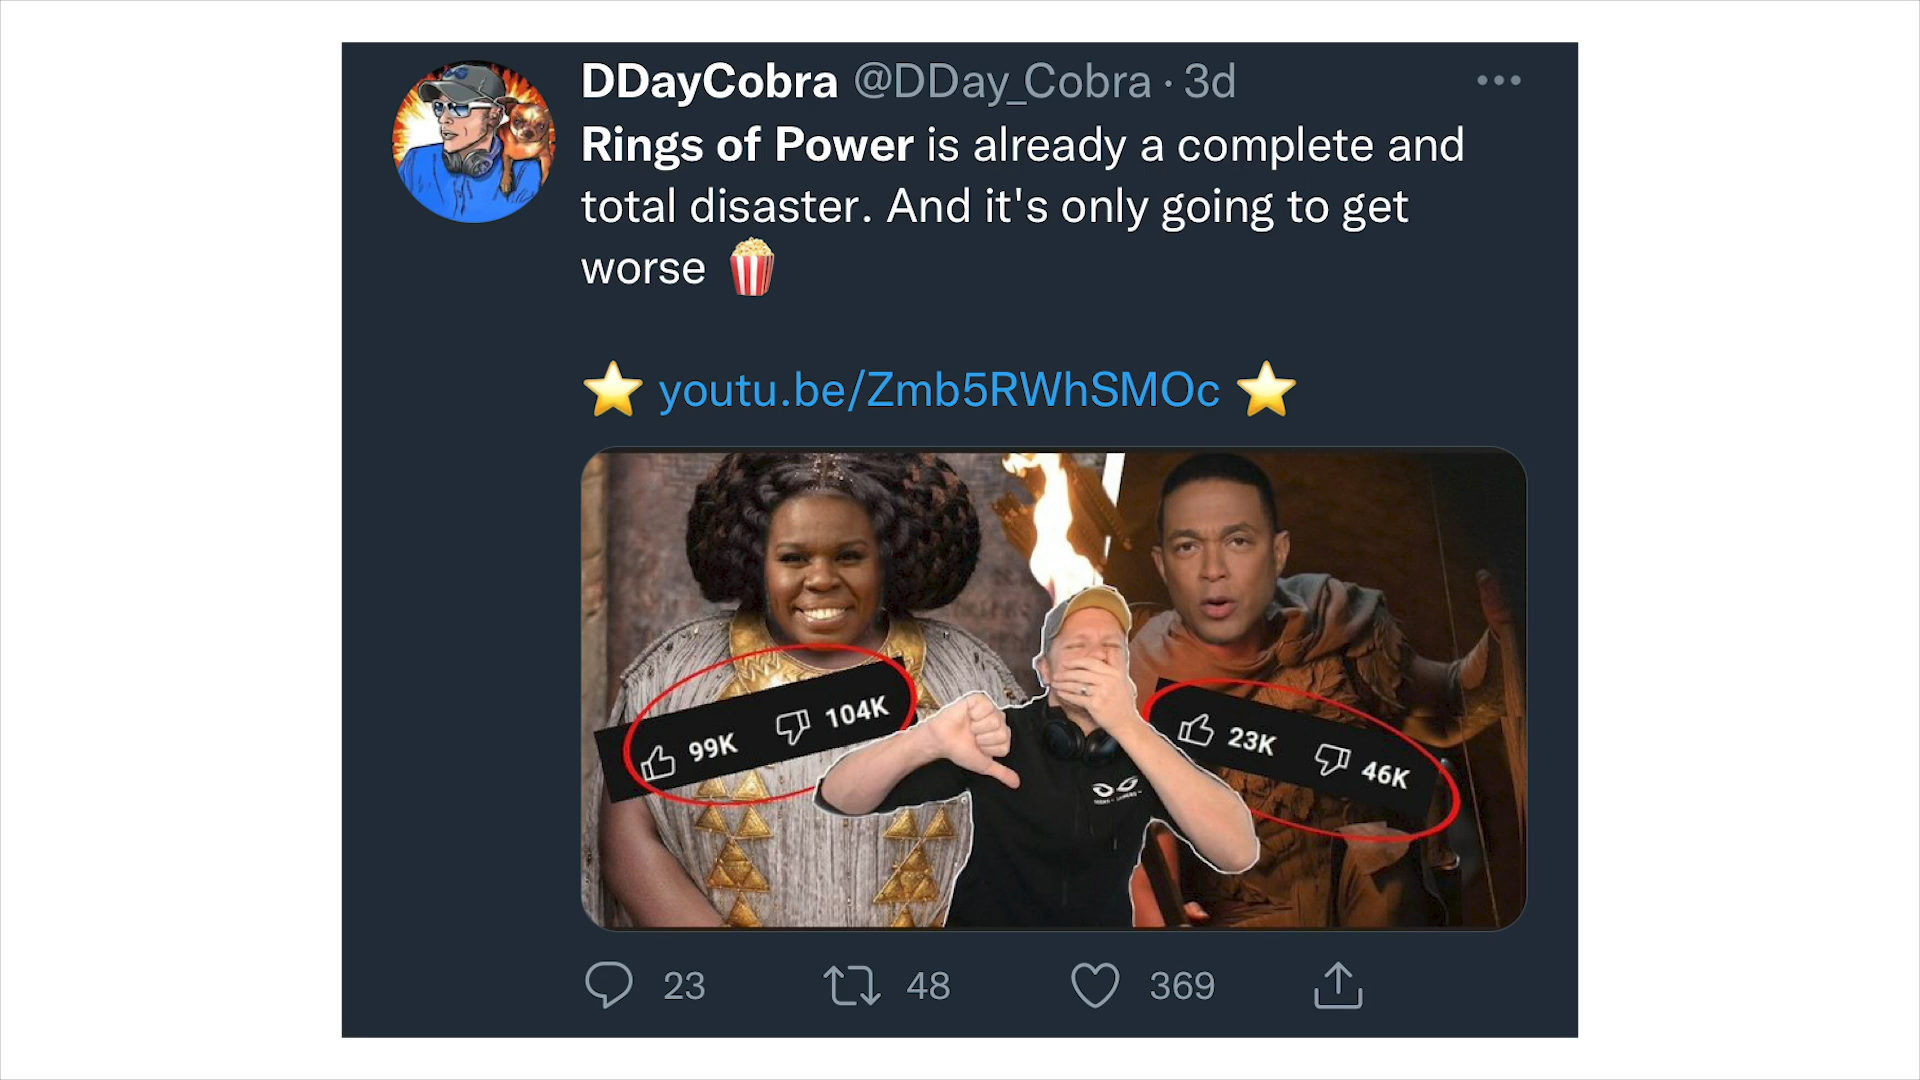 DDayCobra @DDay_Cobra · 3d
Rings of Power is already a complete and
total disaster. And it's only going to get
worse 🍿
⭐ youtu.be/Zmb5RWhSMOc ⭐
99K 104K
23K 46K
23 48 369